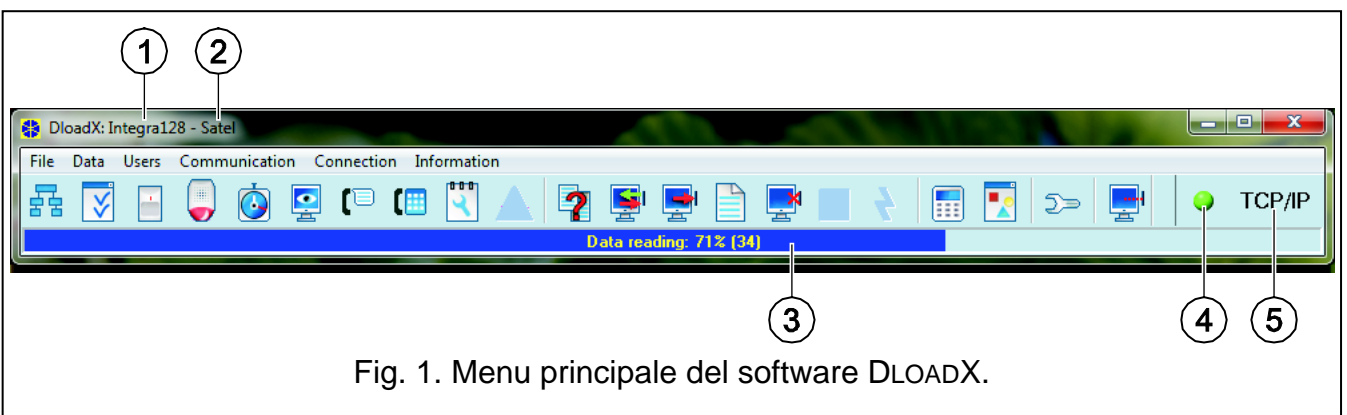 1 2
DloadX: Integra128 - Satel
File Data Users Communication Connection Information
TCP/IP
Data reading: 71% (34)
3 4 5
Fig. 1. Menu principale del software DLOADX.